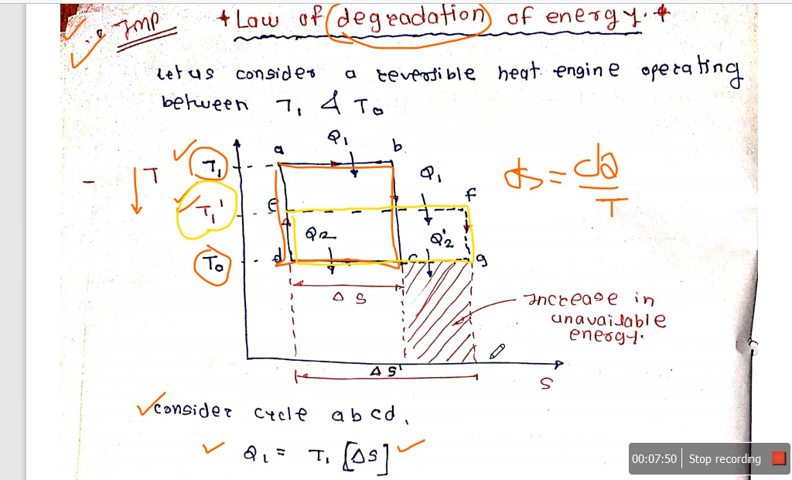 Imp
* Law of degradation of energy. *
Let us consider a reversible heat engine operating
between T₁ & T₀
Q₁
a b
T₁
T
Q₁ f
dS = dQ/T
T₁'
e
Q₂ Q₂'
T₀
d c g
ΔS
Increase in
unavailable
energy.
ΔS'
S
consider cycle abcd,
Q₁ = T₁ [ΔS]
00:07:50 Stop recording